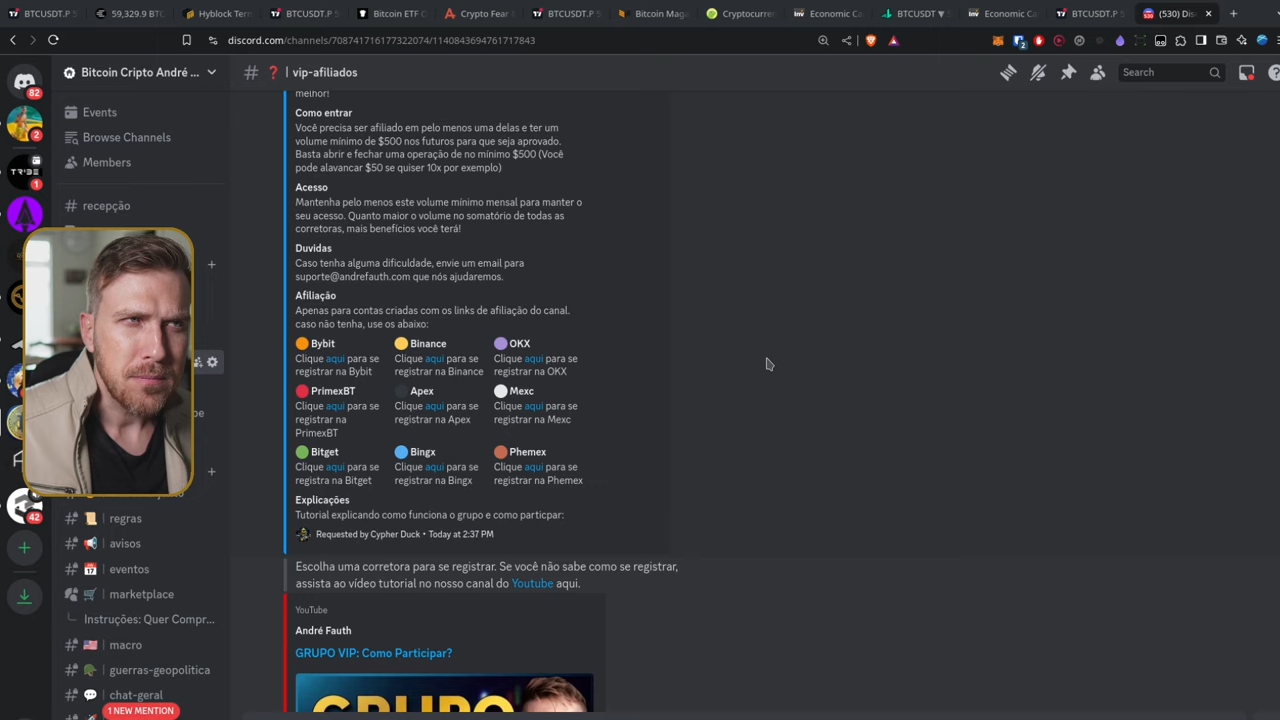 BTCUSDT.P 5
59,329.9 BTC
Hyblock Terr
BTCUSDT.P 5
Bitcoin ETF C
Crypto Fear
BTCUSDT.P 5
Bitcoin Maga
Cryptocurrer
Economic Ca
BTCUSDT ▼ 5
Economic Ca
BTCUSDT.P 5
(530) Disc
discord.com/channels/708741716177322074/1140843694761717843
Bitcoin Cripto André ...
# ❓ | vip-afiliados
Search
82
2
TRIBE
1
42
Events
Browse Channels
Members
recepção
regras
avisos
eventos
marketplace
Instruções: Quer Compr...
macro
guerras-geopolitica
chat-geral
1 NEW MENTION
melhor!
Como entrar
Você precisa ser afiliado em pelo menos uma delas e ter um
volume mínimo de $500 nos futuros para que seja aprovado.
Basta abrir e fechar uma operação de no mínimo $500 (Você
pode alavancar $50 se quiser 10x por exemplo)
Acesso
Mantenha pelo menos este volume mínimo mensal para manter o
seu acesso. Quanto maior o volume no somatório de todas as
corretoras, mais benefícios você terá!
Duvidas
Caso tenha alguma dificuldade, envie um email para
suporte@andrefauth.com que nós ajudaremos.
Afiliação
Apenas para contas criadas com os links de afiliação do canal.
caso não tenha, use os abaixo:
Bybit
Clique aqui para se
registrar na Bybit
Binance
Clique aqui para se
registrar na Binance
OKX
Clique aqui para se
registrar na OKX
PrimexBT
Clique aqui para se
registrar na
PrimexBT
Apex
Clique aqui para se
registrar na Apex
Mexc
Clique aqui para se
registrar na Mexc
Bitget
Clique aqui para se
registra na Bitget
Bingx
Clique aqui para se
registrar na Bingx
Phemex
Clique aqui para se
registrar na Phemex
Explicações
Tutorial explicando como funciona o grupo e como particpar:
Requested by Cypher Duck • Today at 2:37 PM
Escolha uma corretora para se registrar. Se você não sabe como se registrar,
assista ao vídeo tutorial no nosso canal do Youtube aqui.
YouTube
André Fauth
GRUPO VIP: Como Participar?
GRUPO